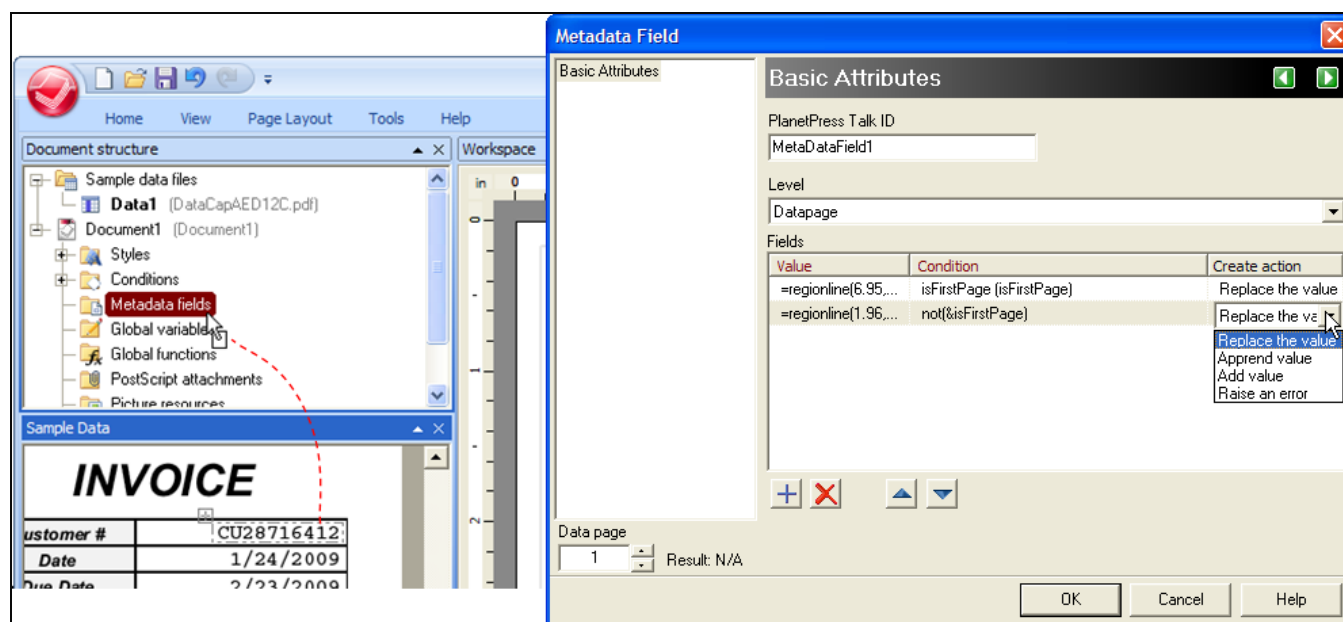 Home View Page Layout Tools Help
Document structure
Sample data files
Data1 (DataCapAED12C.pdf)
Document1 (Document1)
Styles
Conditions
Metadata fields
Global variables
Global functions
PostScript attachments
Picture resources
Workspace
in 0
0
1
2
Sample Data
INVOICE
ustomer # CU28716412
Date 1/24/2009
Due Date 2/23/2009
Metadata Field
Basic Attributes
Basic Attributes
PlanetPress Talk ID
MetaDataField1
Level
Datapage
Fields
Value Condition Create action
=regionline(6.95,... isFirstPage (isFirstPage) Replace the value
=regionline(1.96,... not(&isFirstPage) Replace the va
Replace the value
Apprend value
Add value
Raise an error
Data page
1 Result: N/A
OK Cancel Help